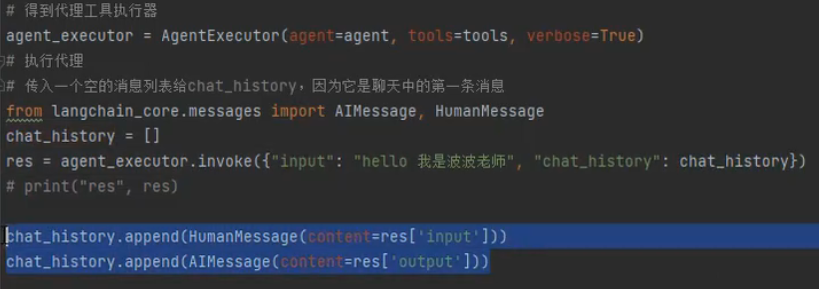 # 得到代理工具执行器
agent_executor = AgentExecutor(agent=agent, tools=tools, verbose=True)
# 执行代理
# 传入一个空的消息列表给chat_history，因为它是聊天中的第一条消息
from langchain_core.messages import AIMessage, HumanMessage
chat_history = []
res = agent_executor.invoke({"input": "hello 我是波波老师", "chat_history": chat_history})
# print("res", res)
chat_history.append(HumanMessage(content=res['input']))
chat_history.append(AIMessage(content=res['output']))